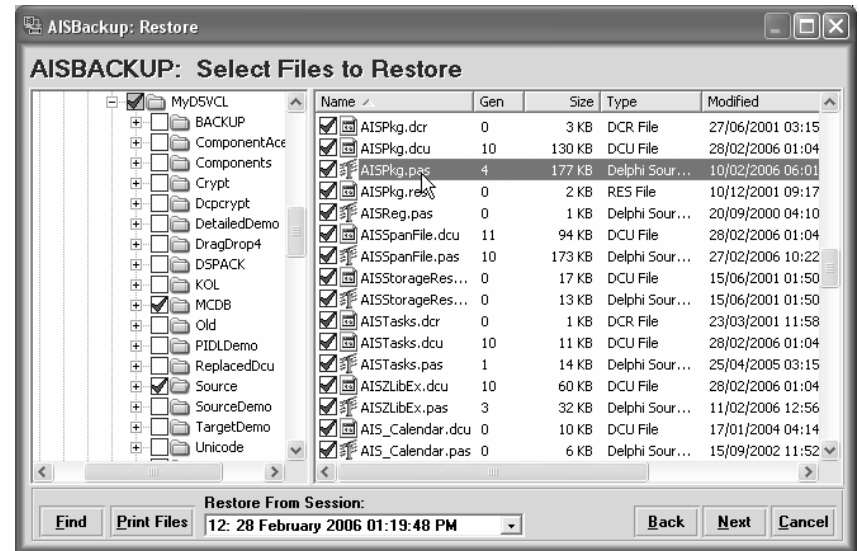 AISBackup: Restore
AISBACKUP: Select Files to Restore
MyD5VCL
BACKUP
ComponentAce
Components
Crypt
Dcpcrypt
DetailedDemo
DragDrop4
DSPACK
KOL
MCDB
Old
PIDLDemo
ReplacedDcu
Source
SourceDemo
TargetDemo
Unicode
Name Gen Size Type Modified
AISPkg.dcr 0 3 KB DCR File 27/06/2001 03:15
AISPkg.dcu 10 130 KB DCU File 28/02/2006 01:04
AISPkg.pas 4 177 KB Delphi Sour... 10/02/2006 06:01
AISPkg.res 0 2 KB RES File 10/12/2001 09:17
AISReg.pas 0 1 KB Delphi Sour... 20/09/2000 04:10
AISSpanFile.dcu 11 94 KB DCU File 28/02/2006 01:04
AISSpanFile.pas 10 173 KB Delphi Sour... 27/02/2006 10:22
AISStorageRes... 0 17 KB DCU File 15/06/2001 01:50
AISStorageRes... 0 13 KB Delphi Sour... 15/06/2001 01:50
AISTasks.dcr 0 1 KB DCR File 23/03/2001 11:58
AISTasks.dcu 10 11 KB DCU File 28/02/2006 01:04
AISTasks.pas 1 14 KB Delphi Sour... 25/04/2005 03:15
AISZLibEx.dcu 10 60 KB DCU File 28/02/2006 01:04
AISZLibEx.pas 3 32 KB Delphi Sour... 11/02/2006 12:56
AIS_Calendar.dcu 0 10 KB DCU File 17/01/2004 04:14
AIS_Calendar.pas 0 6 KB Delphi Sour... 15/09/2002 11:52
Restore From Session:
Find Print Files 12: 28 February 2006 01:19:48 PM Back Next Cancel